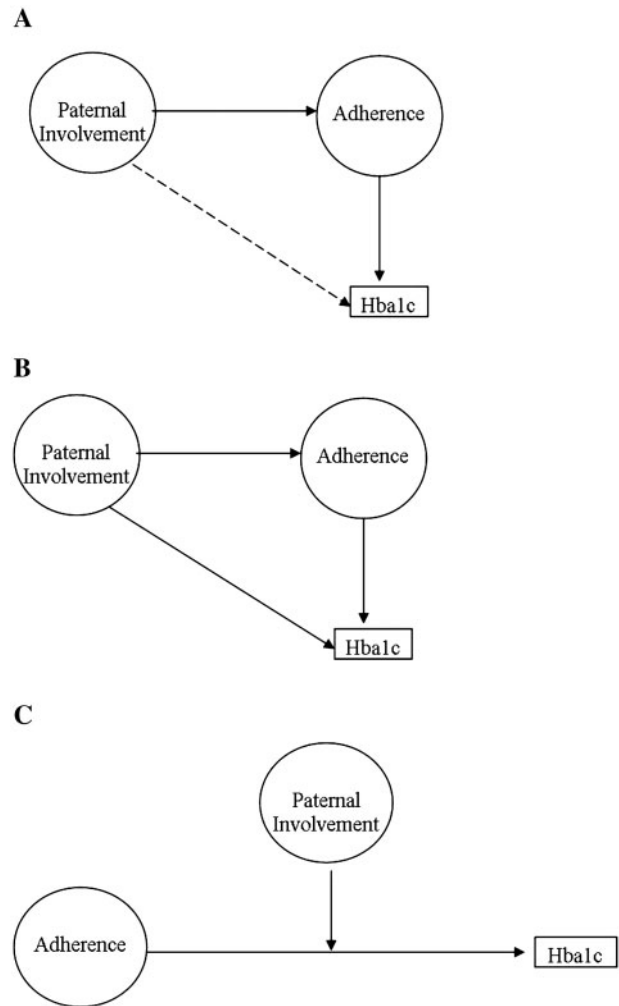 A
Paternal
Involvement
Adherence
Hba1c
B
Paternal
Involvement
Adherence
Hba1c
C
Paternal
Involvement
Adherence
Hba1c